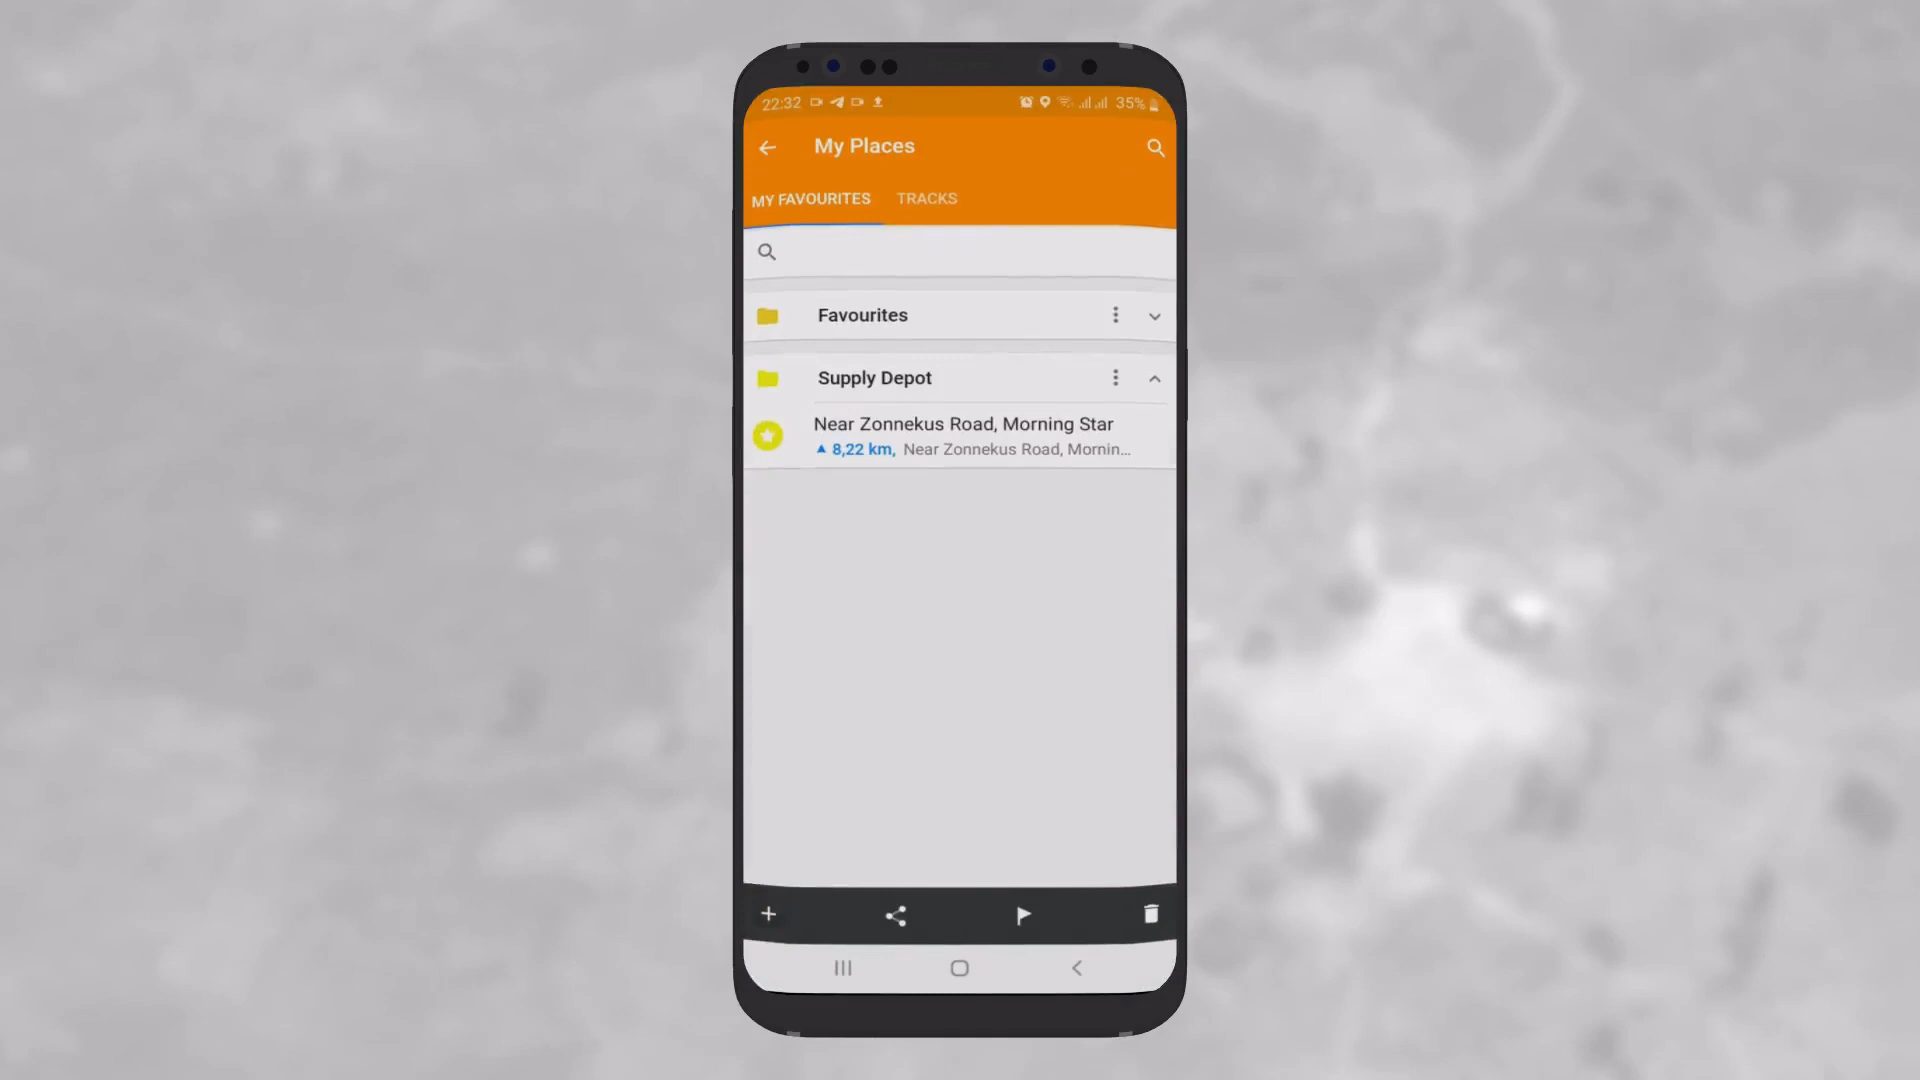 22:32 35%
My Places
MY FAVOURITES TRACKS
Favourites
Supply Depot
Near Zonnekus Road, Morning Star
8,22 km, Near Zonnekus Road, Mornin...